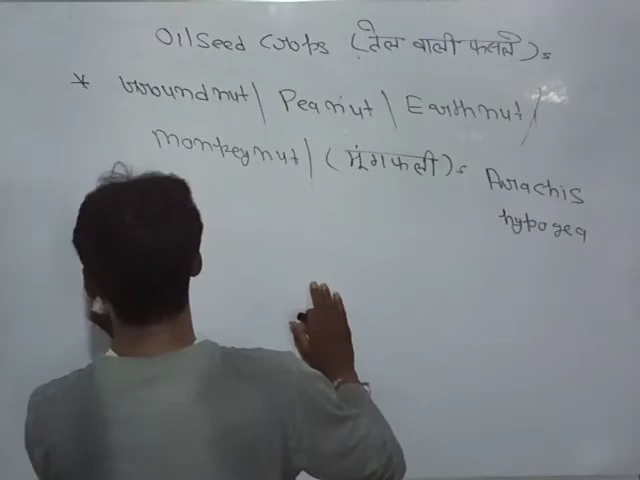 Oilseed Crops (तेल वाली फसलें):
* Groundnut / Peanut / Earthnut /
Monkeynut / (मूंगफली): Arachis
hypogea